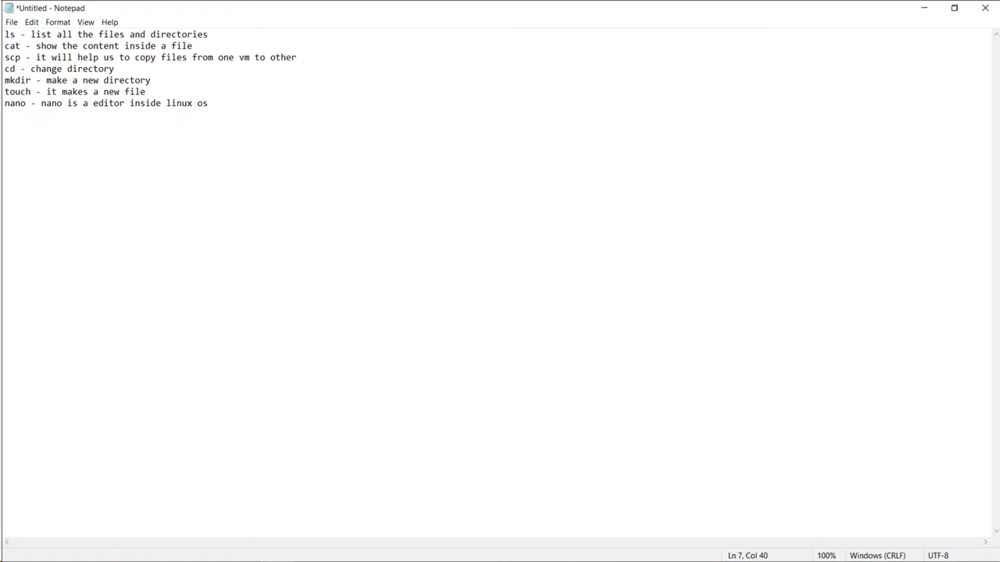 *Untitled - Notepad
File Edit Format View Help
ls - list all the files and directories
cat - show the content inside a file
scp - it will help us to copy files from one vm to other
cd - change directory
mkdir - make a new directory
touch - it makes a new file
nano - nano is a editor inside linux os
Ln 7, Col 40 100% Windows (CRLF) UTF-8